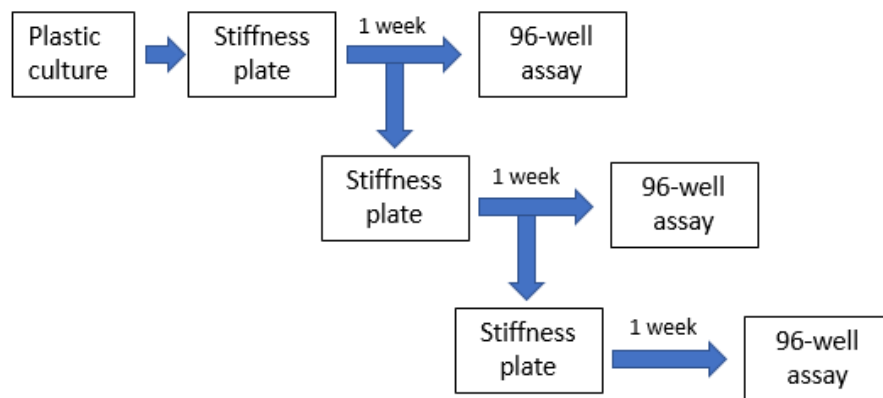 Plastic
culture
Stiffness
plate
1 week
96-well
assay
Stiffness
plate
1 week
96-well
assay
Stiffness
plate
1 week
96-well
assay